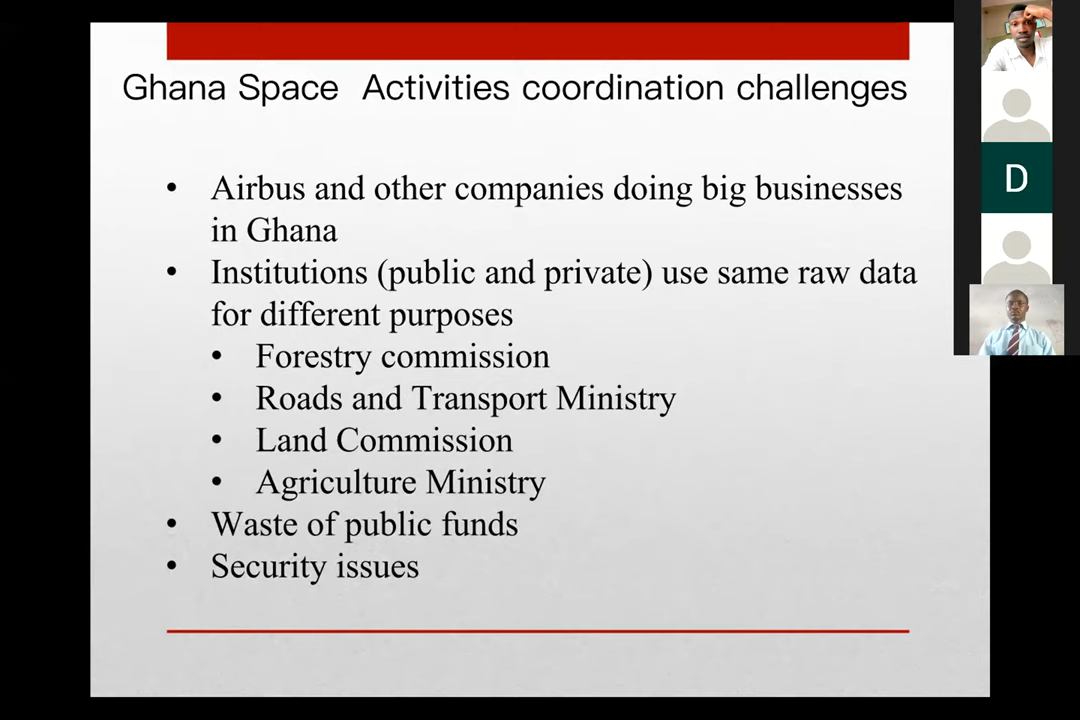 Ghana Space Activities coordination challenges
• Airbus and other companies doing big businesses
in Ghana
• Institutions (public and private) use same raw data
for different purposes
• Forestry commission
• Roads and Transport Ministry
• Land Commission
• Agriculture Ministry
• Waste of public funds
• Security issues
D